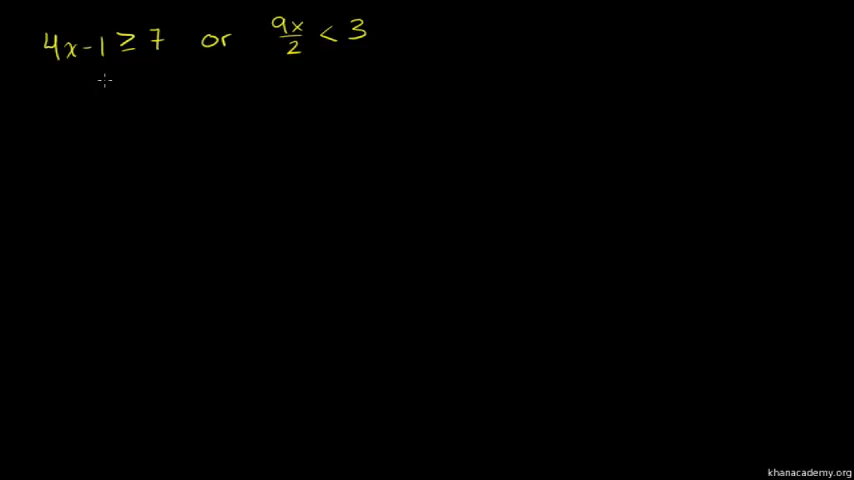 4x-1 ≥ 7 or 9x/2 < 3
khanacademy.org